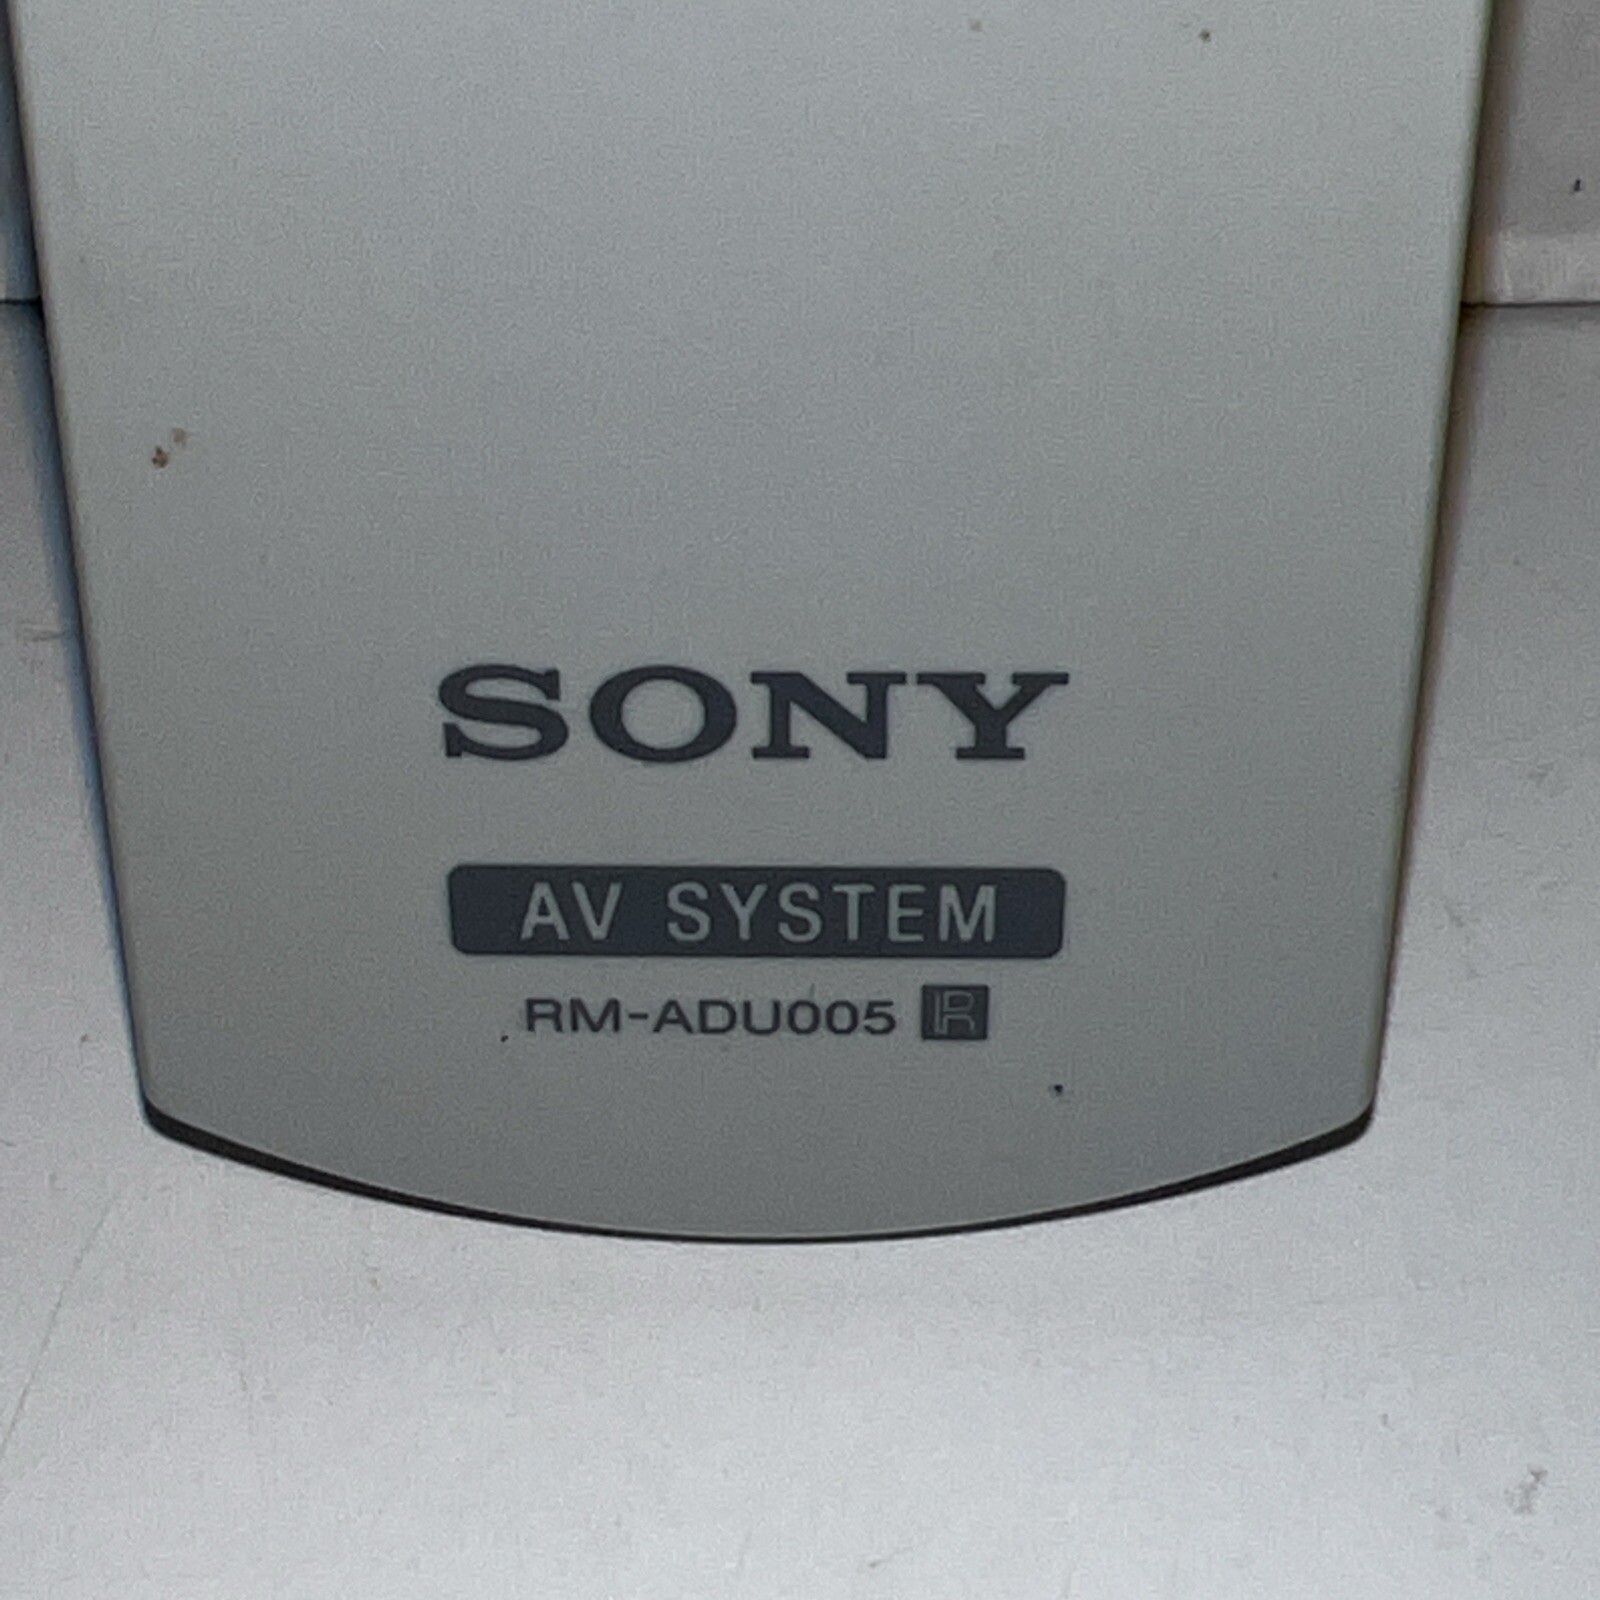 SONY
AV SYSTEM
RM-ADU005 R